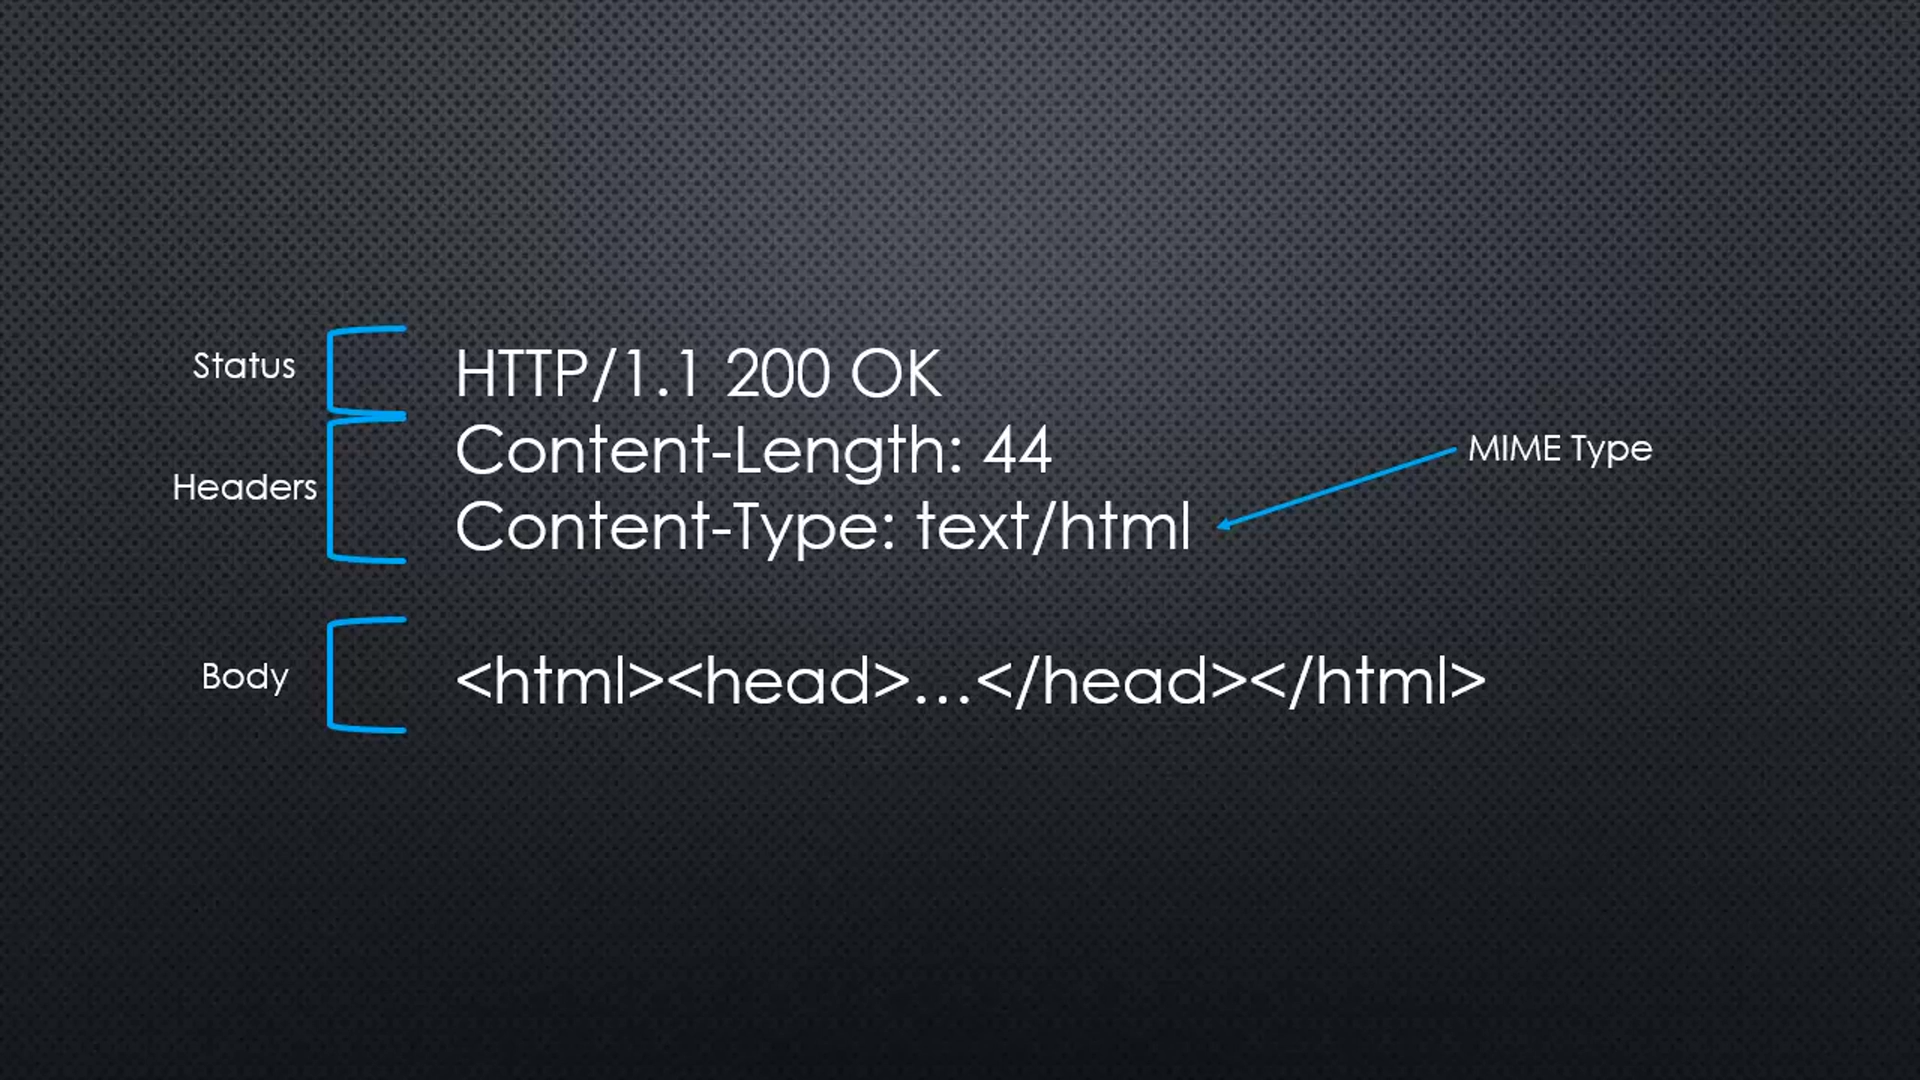 Status
HTTP/1.1 200 OK
Headers
Content-Length: 44
Content-Type: text/html
MIME Type
Body
<html><head>...</head></html>